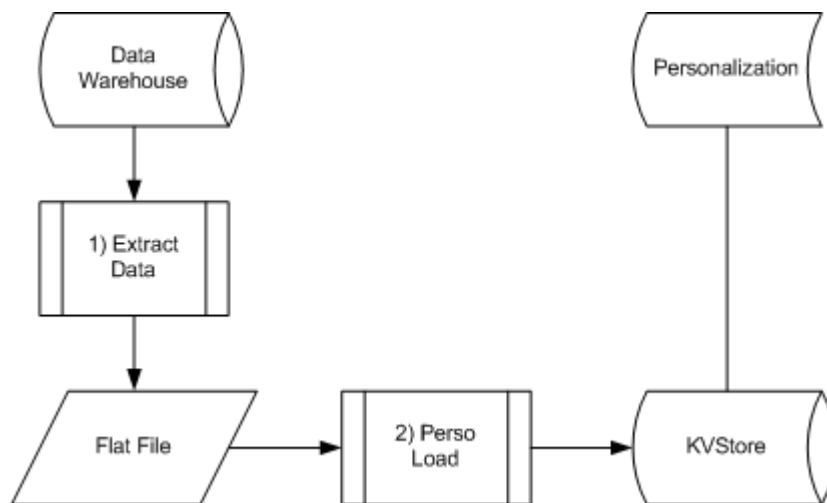 Data
Warehouse
Personalization
1) Extract
Data
Flat File
2) Perso
Load
KVStore